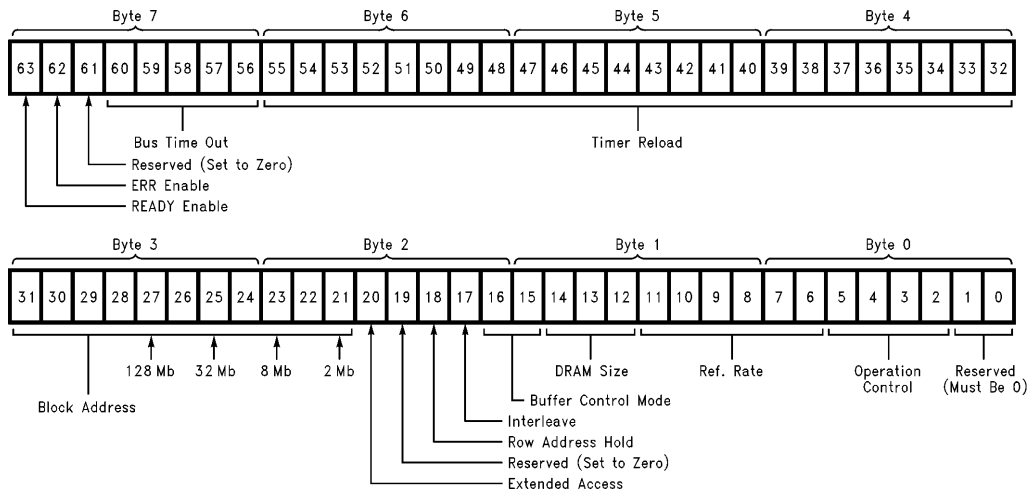 Byte 7 Byte 6 Byte 5 Byte 4
63 62 61 60 59 58 57 56 55 54 53 52 51 50 49 48 47 46 45 44 43 42 41 40 39 38 37 36 35 34 33 32
Bus Time Out Timer Reload
Reserved (Set to Zero)
ERR Enable
READY Enable
Byte 3 Byte 2 Byte 1 Byte 0
31 30 29 28 27 26 25 24 23 22 21 20 19 18 17 16 15 14 13 12 11 10 9 8 7 6 5 4 3 2 1 0
128 Mb 32 Mb 8 Mb 2 Mb DRAM Size Ref. Rate Operation Reserved
Control (Must Be 0)
Block Address Buffer Control Mode
Interleave
Row Address Hold
Reserved (Set to Zero)
Extended Access